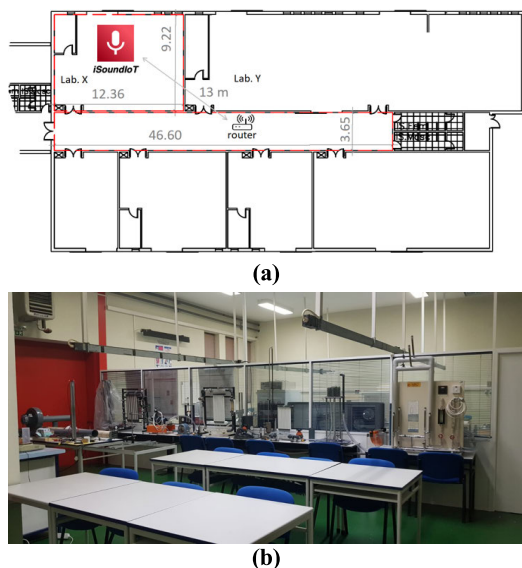 9.22
Lab. X
iSoundIoT
Lab. Y
12.36
13 m
46.60
router
3.65
(a)
(b)